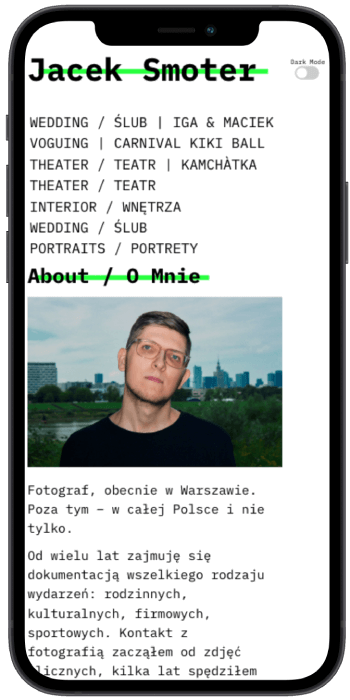 Jacek Smoter
Dark Mode
WEDDING / ŚLUB | IGA & MACIEK
VOGUING | CARNIVAL KIKI BALL
THEATER / TEATR | KAMCHÀTKA
THEATER / TEATR
INTERIOR / WNĘTRZA
WEDDING / ŚLUB
PORTRAITS / PORTRETY
About / O Mnie
Fotograf, obecnie w Warszawie.
Poza tym – w całej Polsce i nie
tylko.
Od wielu lat zajmuję się
dokumentacją wszelkiego rodzaju
wydarzeń: rodzinnych,
kulturalnych, firmowych,
sportowych. Kontakt z
fotografią zacząłem od zdjęć
ulicznych, kilka lat spędziłem